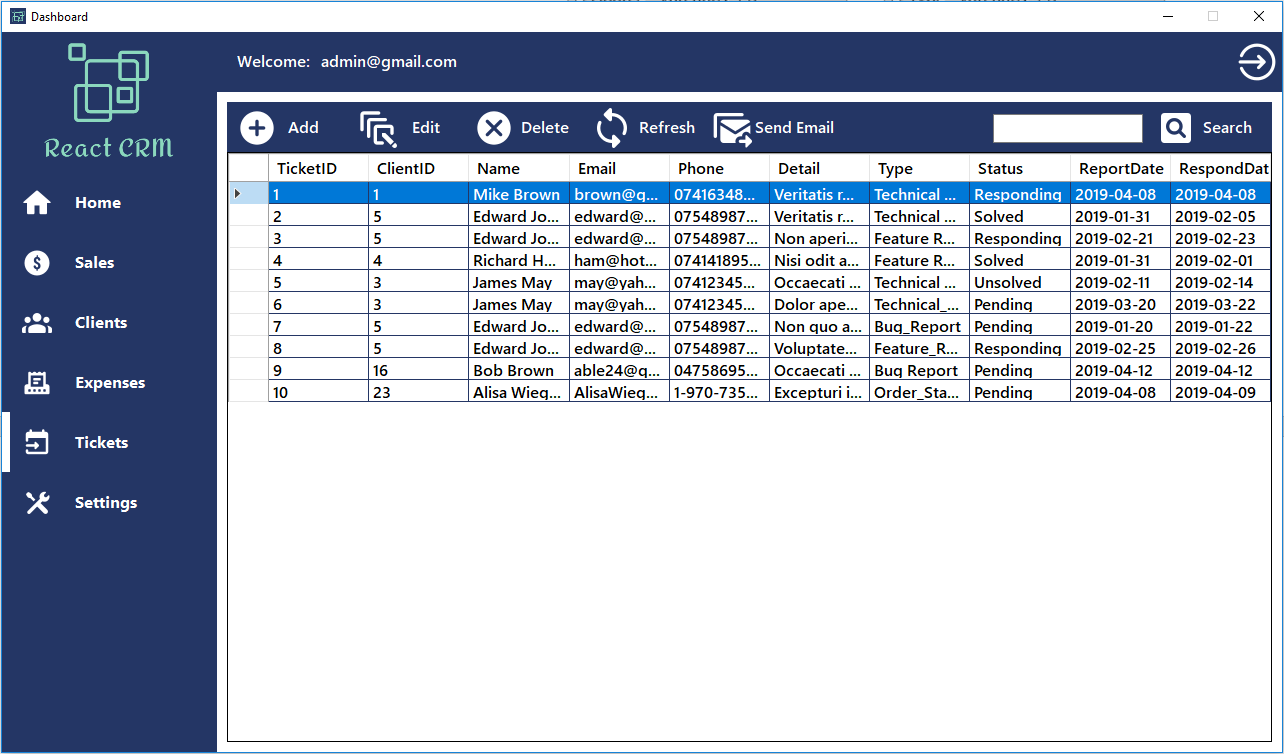 Dashboard
Welcome: admin@gmail.com
React CRM
Add Edit Delete Refresh Send Email Search
Home
Sales
Clients
Expenses
Tickets
Settings
TicketID ClientID Name Email Phone Detail Type Status ReportDate RespondDat
1 1 Mike Brown brown@g... 07416348... Veritatis r... Technical ... Responding 2019-04-08 2019-04-08
2 5 Edward Jo... edward@... 07548987... Veritatis r... Technical ... Solved 2019-01-31 2019-02-05
3 5 Edward Jo... edward@... 07548987... Non aperi... Feature R... Responding 2019-02-21 2019-02-23
4 4 Richard H... ham@hot... 074141895... Nisi odit a... Feature R... Solved 2019-01-31 2019-02-01
5 3 James May may@yah... 07412345... Occaecati ... Technical ... Unsolved 2019-02-11 2019-02-14
6 3 James May may@yah... 07412345... Dolor ape... Technical_... Pending 2019-03-20 2019-03-22
7 5 Edward Jo... edward@... 07548987... Non quo a... Bug_Report Pending 2019-01-20 2019-01-22
8 5 Edward Jo... edward@... 07548987... Voluptate... Feature_R... Responding 2019-02-25 2019-02-26
9 16 Bob Brown able24@g... 04758695... Occaecati ... Bug Report Pending 2019-04-12 2019-04-12
10 23 Alisa Wieg... AlisaWieg... 1-970-735... Excepturi i... Order_Sta... Pending 2019-04-08 2019-04-09